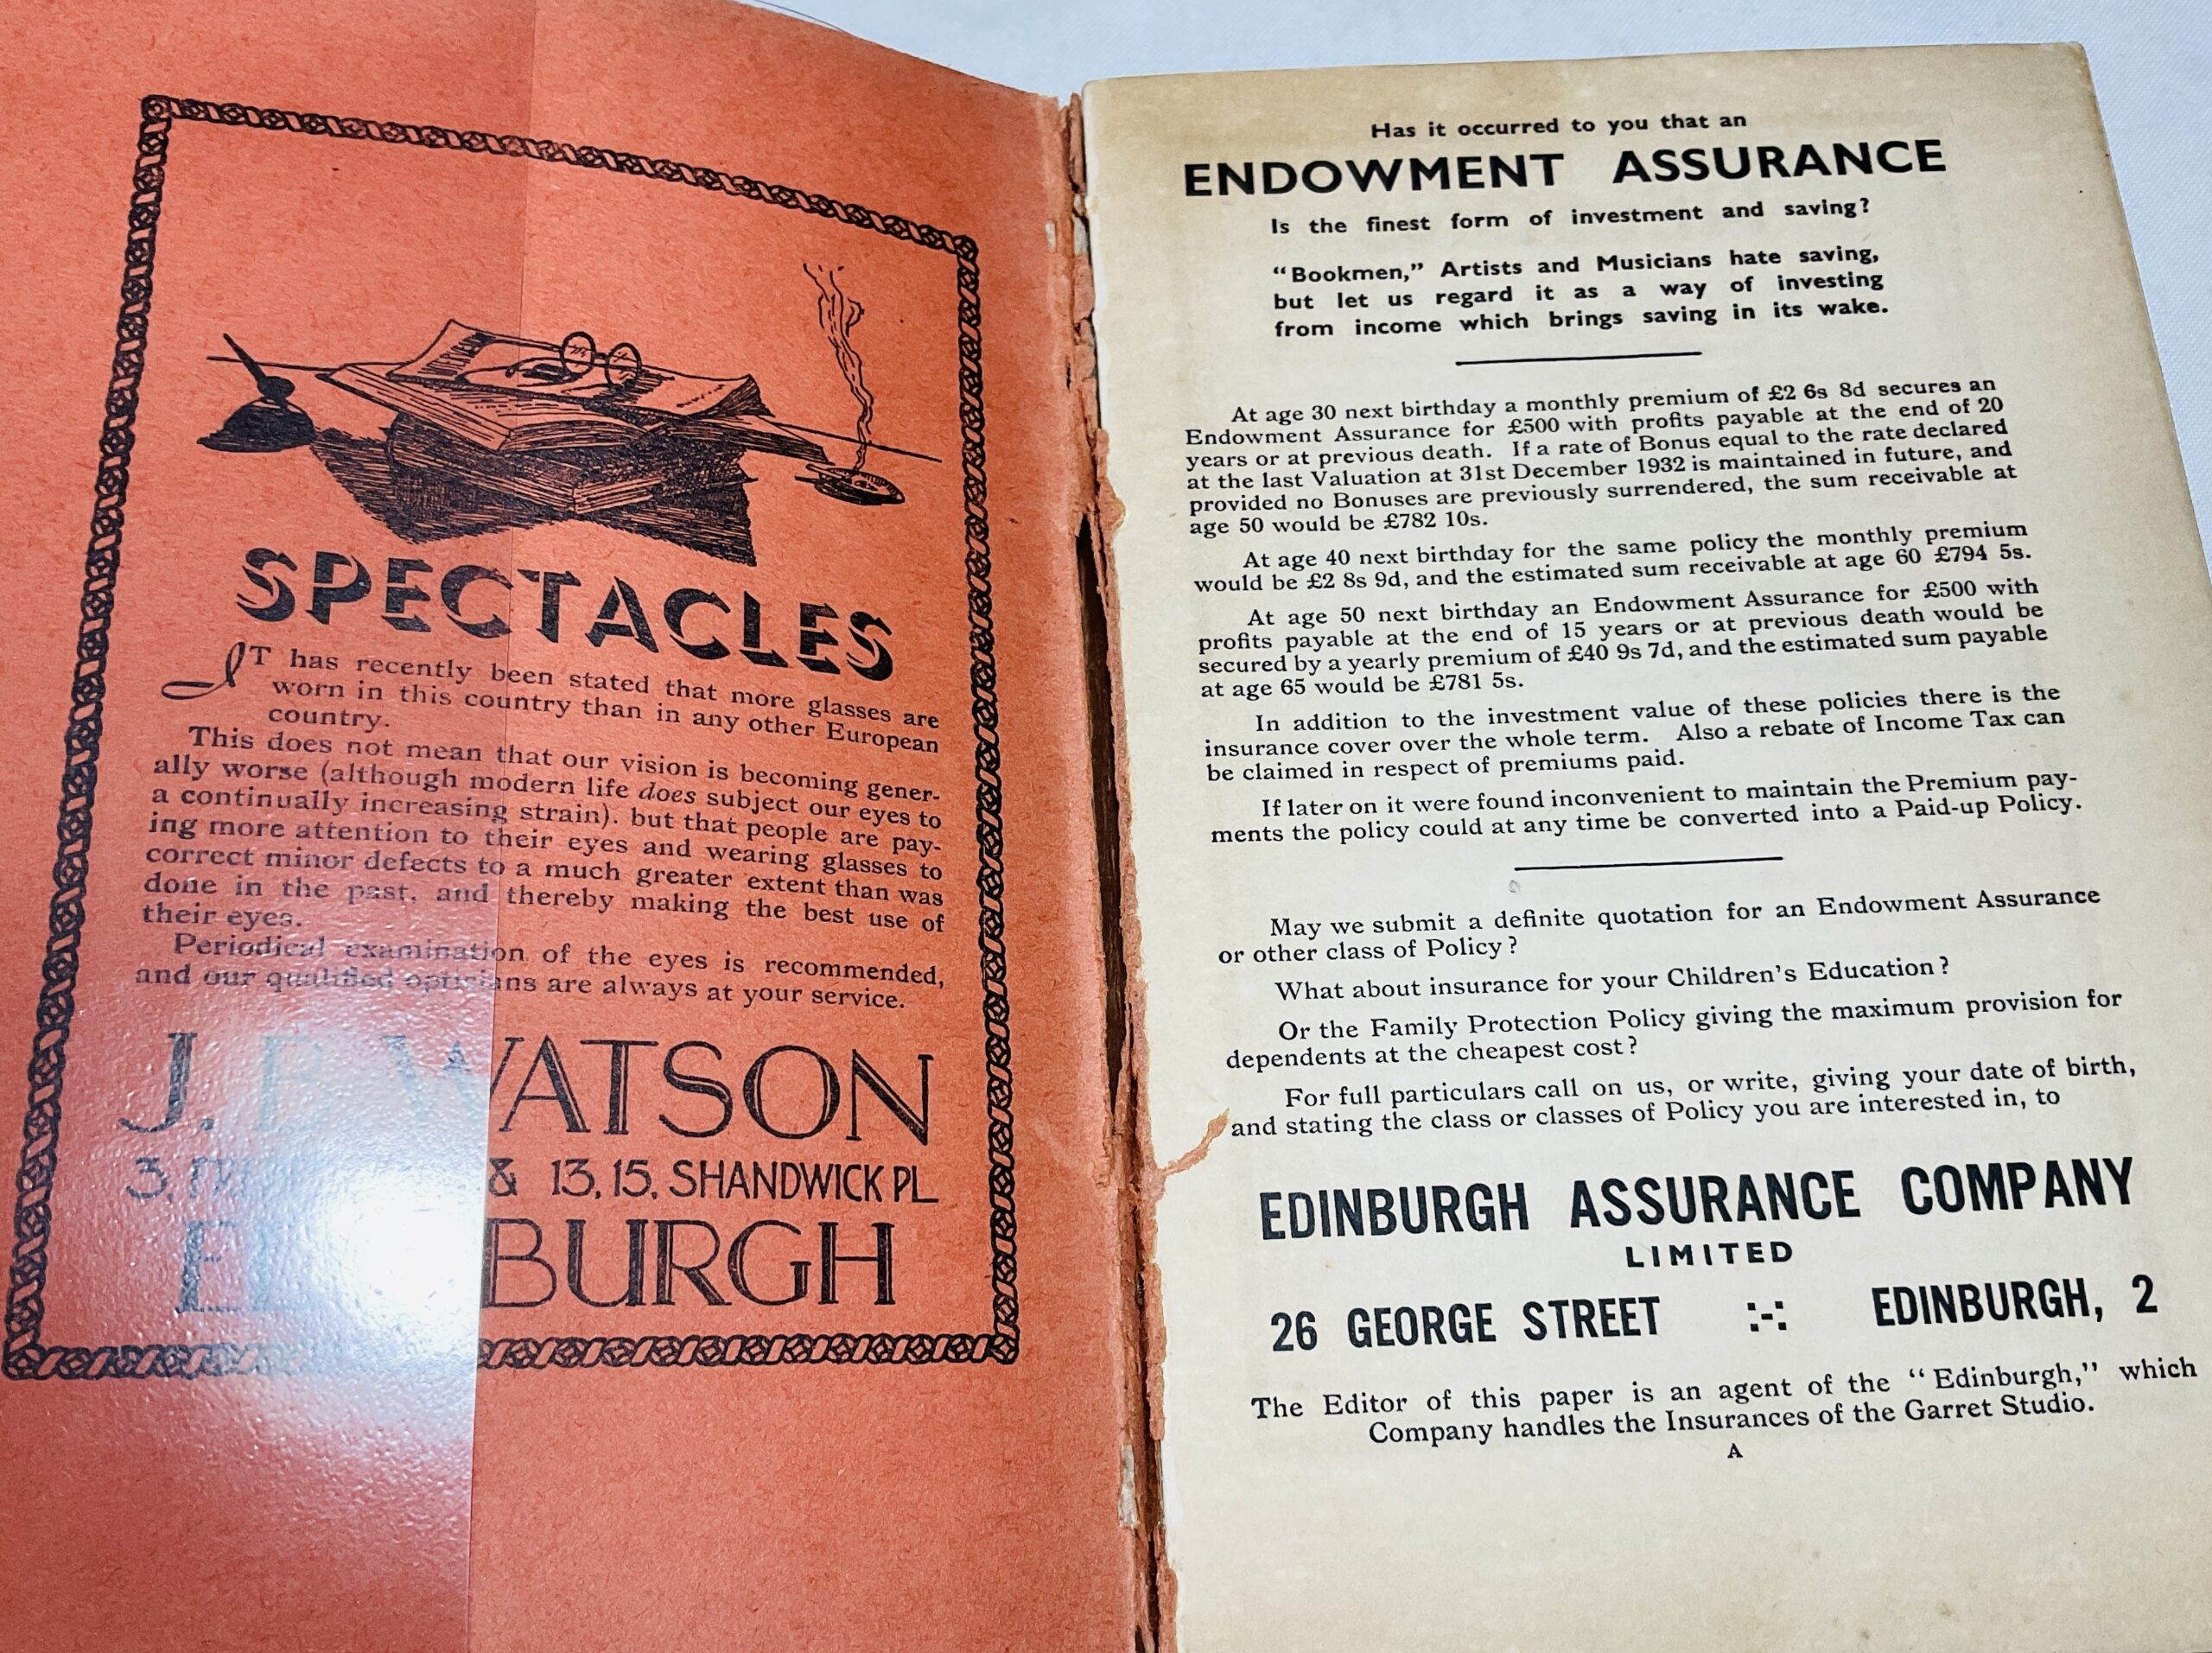 SPECTACLES
IT has recently been stated that more glasses are
worn in this country than in any other European
country.
This does not mean that our vision is becoming gener-
ally worse (although modern life does subject our eyes to
a continually increasing strain). but that people are pay-
ing more attention to their eyes and wearing glasses to
correct minor defects to a much greater extent than was
done in the past, and thereby making the best use of
their eyes.
Periodical examination of the eyes is recommended,
and our qualified opticians are always at your service.
J. B WATSON
3, & 13, 15, SHANDWICK PL
BURGH
Has it occurred to you that an
ENDOWMENT ASSURANCE
Is the finest form of investment and saving?
"Bookmen," Artists and Musicians hate saving,
but let us regard it as a way of investing
from income which brings saving in its wake.
At age 30 next birthday a monthly premium of £2 6s 8d secures an
Endowment Assurance for £500 with profits payable at the end of 20
years or at previous death. If a rate of Bonus equal to the rate declared
at the last Valuation at 31st December 1932 is maintained in future, and
provided no Bonuses are previously surrendered, the sum receivable at
age 50 would be £782 10s.
At age 40 next birthday for the same policy the monthly premium
would be £2 8s 9d, and the estimated sum receivable at age 60 £794 5s.
At age 50 next birthday an Endowment Assurance for £500 with
profits payable at the end of 15 years or at previous death would be
secured by a yearly premium of £40 9s 7d, and the estimated sum payable
at age 65 would be £781 5s.
In addition to the investment value of these policies there is the
insurance cover over the whole term. Also a rebate of Income Tax can
be claimed in respect of premiums paid.
If later on it were found inconvenient to maintain the Premium pay-
ments the policy could at any time be converted into a Paid-up Policy.
May we submit a definite quotation for an Endowment Assurance
or other class of Policy?
What about insurance for your Children's Education?
Or the Family Protection Policy giving the maximum provision for
dependents at the cheapest cost?
For full particulars call on us, or write, giving your date of birth,
and stating the class or classes of Policy you are interested in, to
EDINBURGH ASSURANCE COMPANY
LIMITED
26 GEORGE STREET :-: EDINBURGH, 2
The Editor of this paper is an agent of the "Edinburgh," which
Company handles the Insurances of the Garret Studio.
A